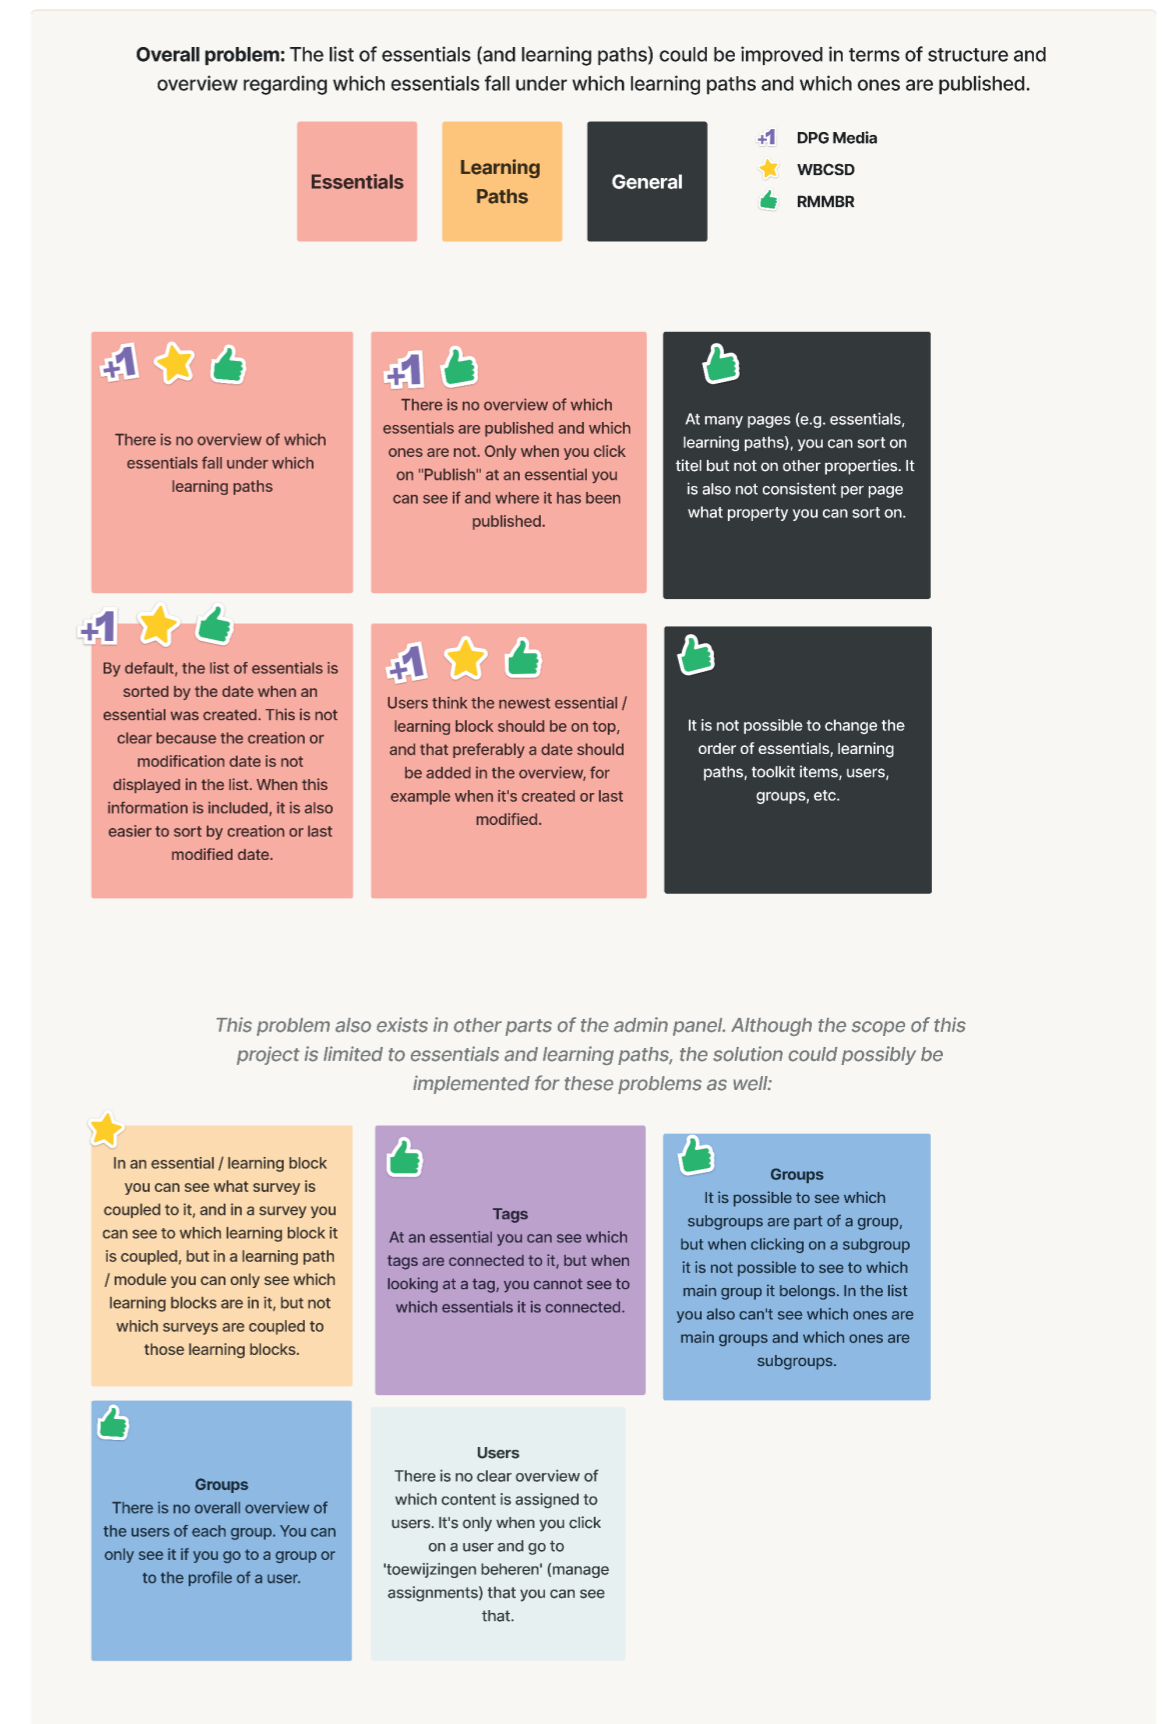 Overall problem: The list of essentials (and learning paths) could be improved in terms of structure and
overview regarding which essentials fall under which learning paths and which ones are published.
Essentials
Learning
Paths
General
+1 DPG Media
WBCSD
RMMBR
+1
There is no overview of which
essentials fall under which
learning paths
+1
There is no overview of which
essentials are published and which
ones are not. Only when you click
on "Publish" at an essential you
can see if and where it has been
published.
At many pages (e.g. essentials,
learning paths), you can sort on
titel but not on other properties. It
is also not consistent per page
what property you can sort on.
+1
By default, the list of essentials is
sorted by the date when an
essential was created. This is not
clear because the creation or
modification date is not
displayed in the list. When this
information is included, it is also
easier to sort by creation or last
modified date.
+1
Users think the newest essential /
learning block should be on top,
and that preferably a date should
be added in the overview, for
example when it's created or last
modified.
It is not possible to change the
order of essentials, learning
paths, toolkit items, users,
groups, etc.
This problem also exists in other parts of the admin panel. Although the scope of this
project is limited to essentials and learning paths, the solution could possibly be
implemented for these problems as well:
In an essential / learning block
you can see what survey is
coupled to it, and in a survey you
can see to which learning block it
is coupled, but in a learning path
/ module you can only see which
learning blocks are in it, but not
which surveys are coupled to
those learning blocks.
Tags
At an essential you can see which
tags are connected to it, but when
looking at a tag, you cannot see to
which essentials it is connected.
Groups
It is possible to see which
subgroups are part of a group,
but when clicking on a subgroup
it is not possible to see to which
main group it belongs. In the list
you also can't see which ones are
main groups and which ones are
subgroups.
Groups
There is no overall overview of
the users of each group. You can
only see it if you go to a group or
to the profile of a user.
Users
There is no clear overview of
which content is assigned to
users. It's only when you click
on a user and go to
'toewijzingen beheren' (manage
assignments) that you can see
that.